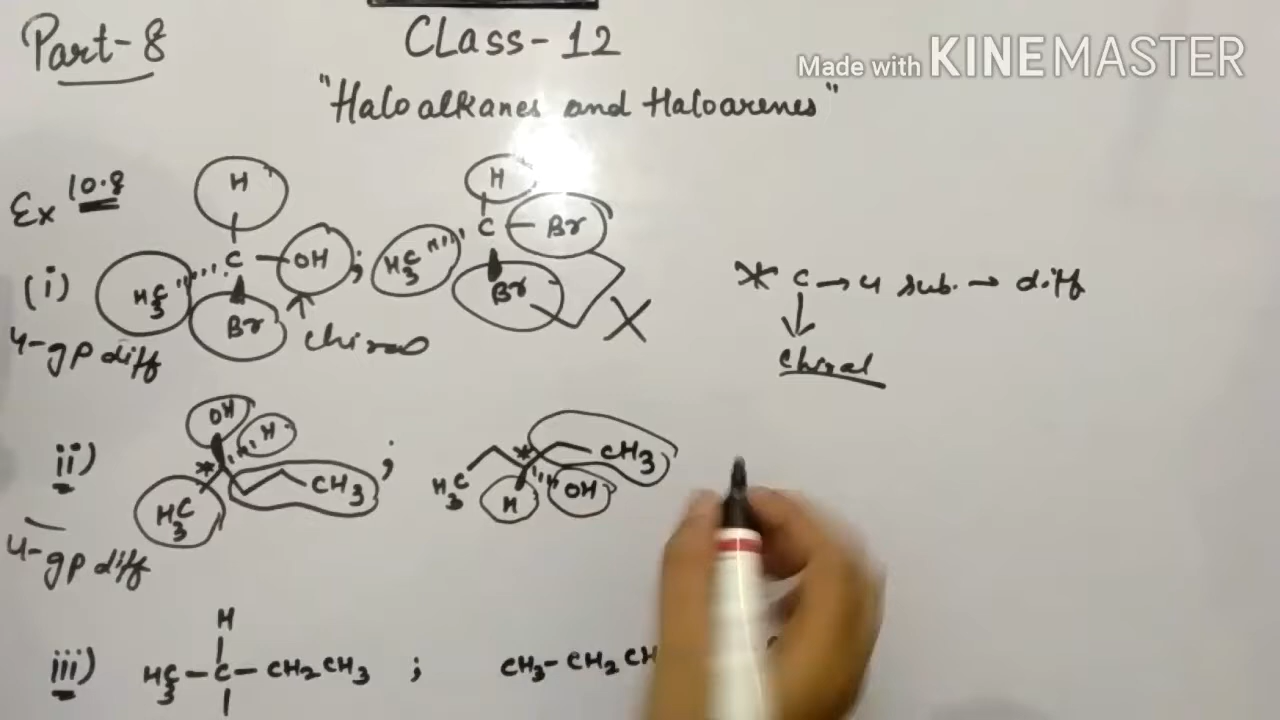 Part-8
CLass-12
Made with KINEMASTER
"Haloalkanes and Haloarenes"
Ex 10.8
(i)
H
H3C C OH ;
Br
chiral
4-gp diff
H
H3C C Br
Br
X
* C → 4 sub. → diff
Chiral
ii)
OH
* H
H3C CH3 ;
4-gp diff
* CH3
H3C H OH
iii)
H
H3C-C-CH2CH3 ;
CH3-CH2CH